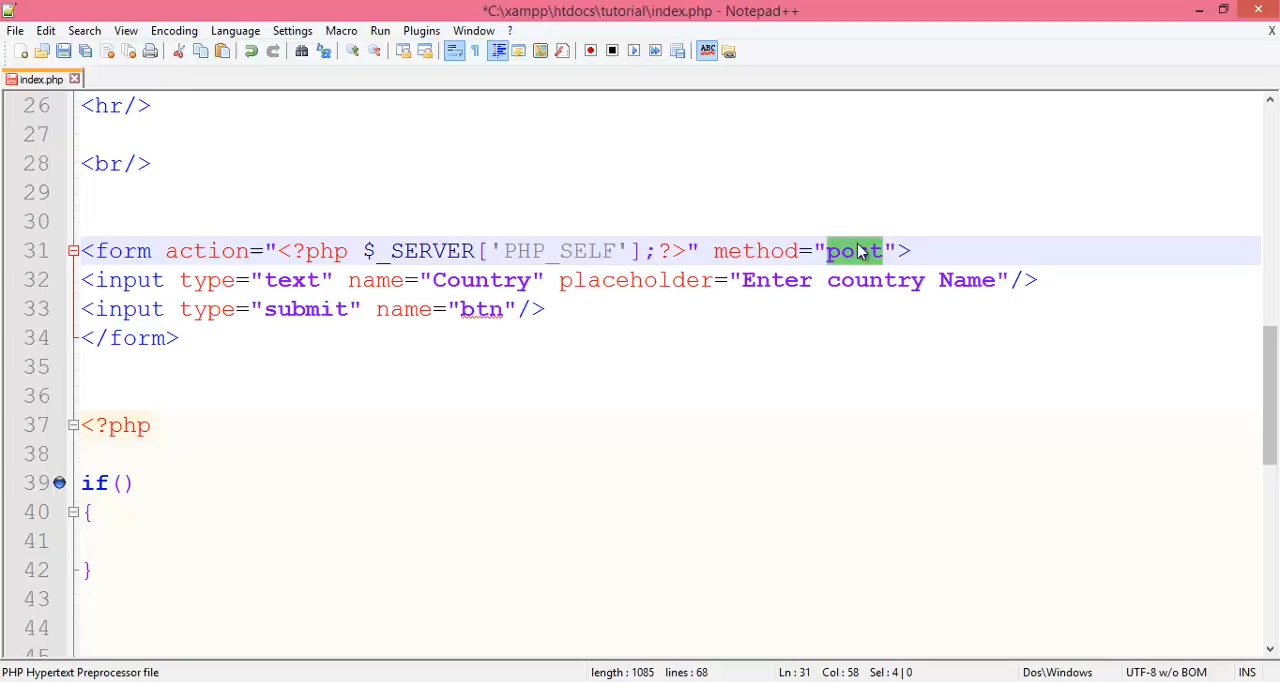 *C:\xampp\htdocs\tutorial\index.php - Notepad++
File Edit Search View Encoding Language Settings Macro Run Plugins Window ? X
ABC
index.php
26 <hr/>
27
28 <br/>
29
30
31 <form action="<?php $_SERVER['PHP_SELF'];?>" method="post">
32 <input type="text" name="Country" placeholder="Enter country Name"/>
33 <input type="submit" name="btn"/>
34 </form>
35
36
37 <?php
38
39 if()
40 {
41
42 }
43
44
45
PHP Hypertext Preprocessor file length : 1085 lines : 68 Ln : 31 Col : 58 Sel : 4 | 0 Dos\Windows UTF-8 w/o BOM INS